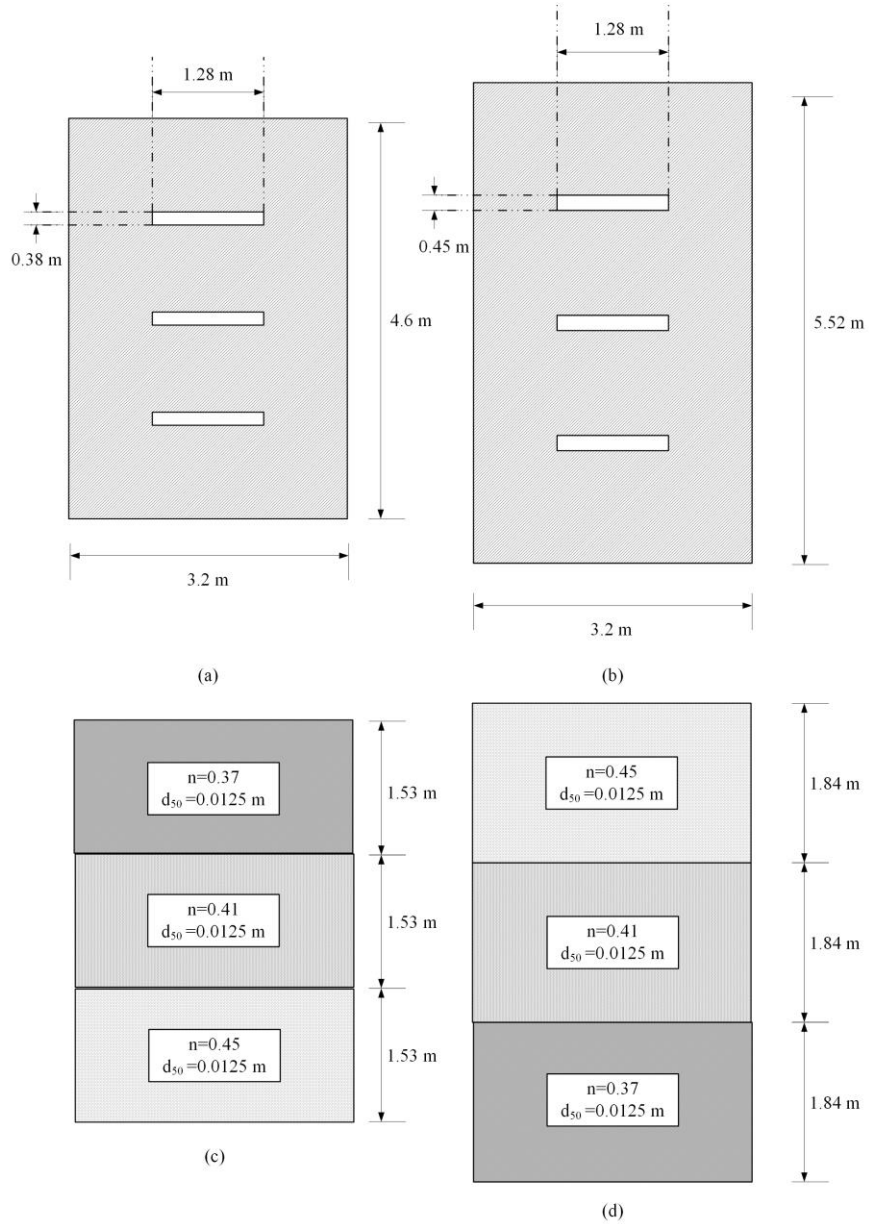 1.28 m
0.38 m
4.6 m
3.2 m
(a)
1.28 m
0.45 m
5.52 m
3.2 m
(b)
n=0.37
d₅₀ =0.0125 m
1.53 m
n=0.41
d₅₀ =0.0125 m
1.53 m
n=0.45
d₅₀ =0.0125 m
1.53 m
(c)
n=0.45
d₅₀ =0.0125 m
1.84 m
n=0.41
d₅₀ =0.0125 m
1.84 m
n=0.37
d₅₀ =0.0125 m
1.84 m
(d)